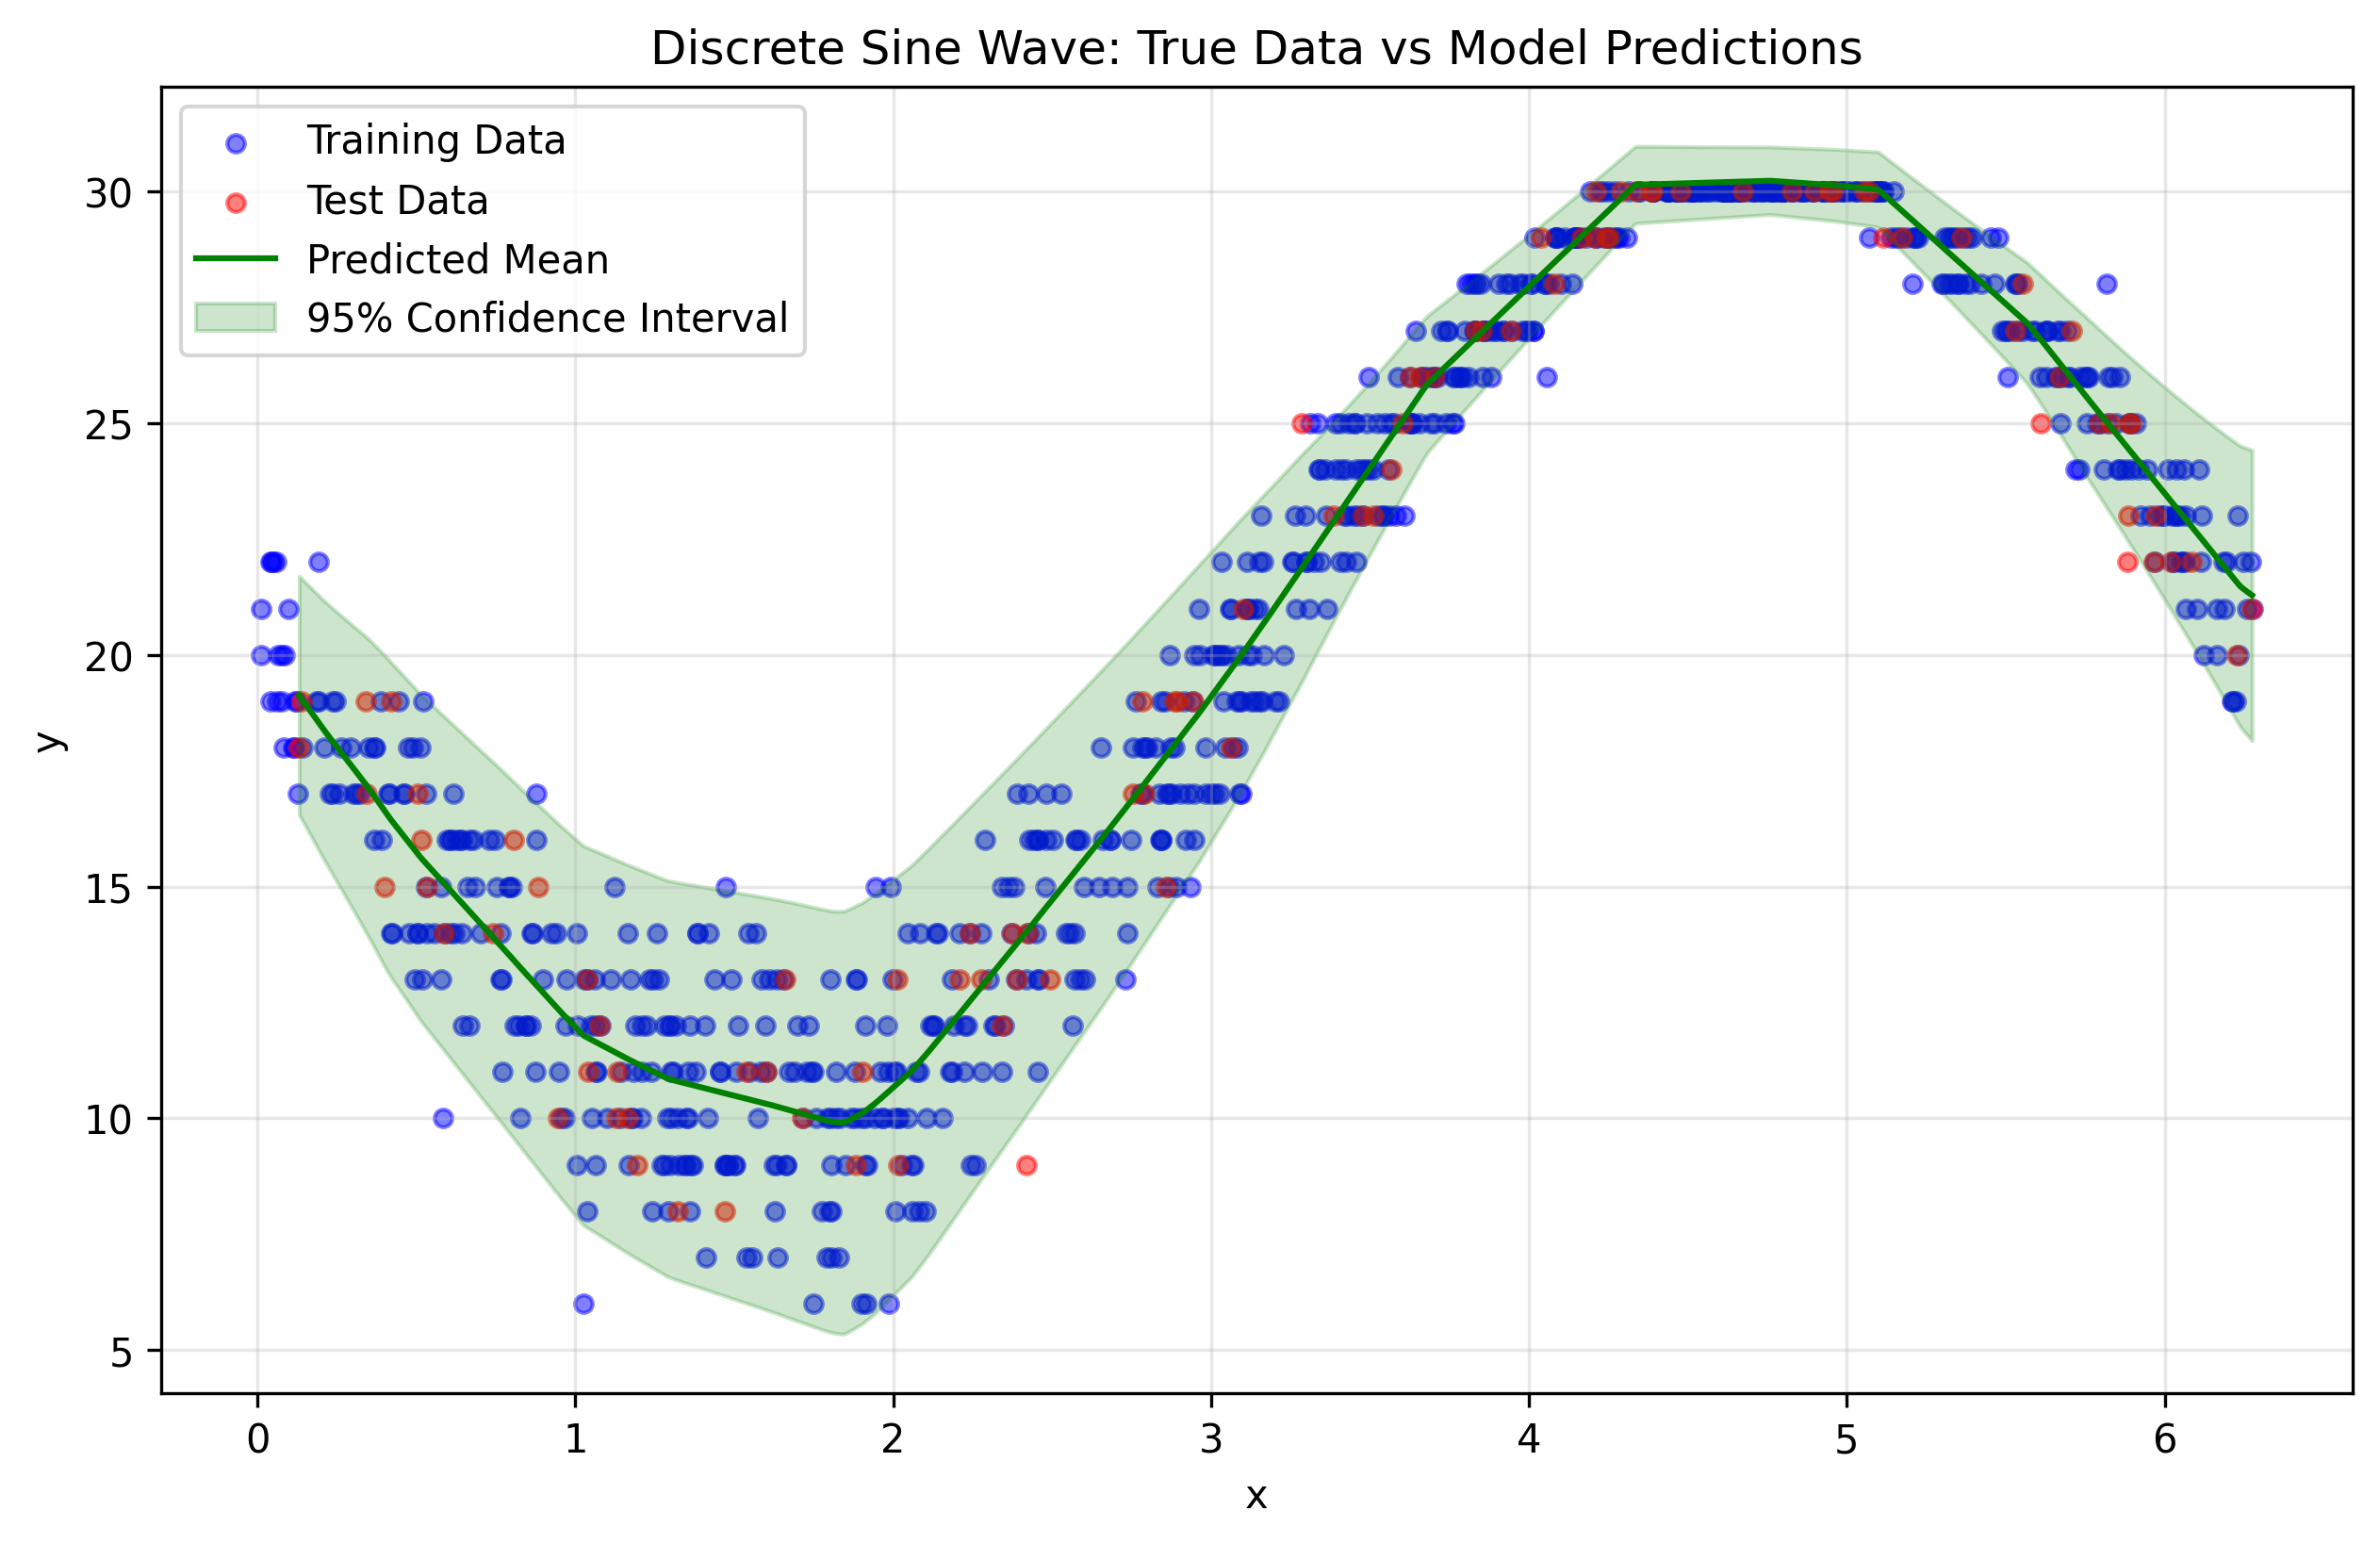 Discrete Sine Wave: True Data vs Model Predictions
Training Data
Test Data
Predicted Mean
95% Confidence Interval
30
25
20
15
10
5
y
0 1 2 3 4 5 6
x